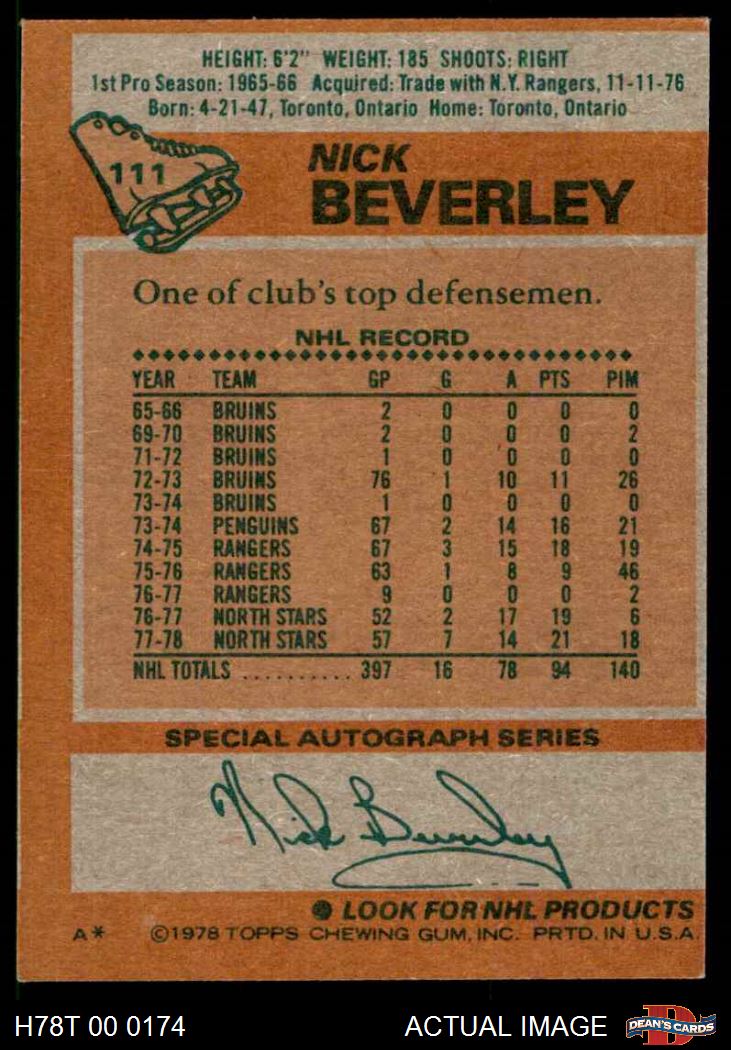 HEIGHT: 6'2" WEIGHT: 185 SHOOTS: RIGHT
1st Pro Season: 1965-66 Acquired: Trade with N.Y. Rangers, 11-11-76
Born: 4-21-47, Toronto, Ontario Home: Toronto, Ontario
111
NICK
BEVERLEY
One of club's top defensemen.
NHL RECORD
YEAR TEAM GP G A PTS PIM
65-66 BRUINS 2 0 0 0 0
69-70 BRUINS 2 0 0 0 2
71-72 BRUINS 1 0 0 0 0
72-73 BRUINS 76 1 10 11 26
73-74 BRUINS 1 0 0 0 0
73-74 PENGUINS 67 2 14 16 21
74-75 RANGERS 67 3 15 18 19
75-76 RANGERS 63 1 8 9 46
76-77 RANGERS 9 0 0 0 2
76-77 NORTH STARS 52 2 17 19 6
77-78 NORTH STARS 57 7 14 21 18
NHL TOTALS .......... 397 16 78 94 140
SPECIAL AUTOGRAPH SERIES
Nick Beverley
LOOK FOR NHL PRODUCTS
A* ©1978 TOPPS CHEWING GUM, INC. PRTD. IN U.S.A.
H78T 00 0174 ACTUAL IMAGE
D
DEAN'S CARDS